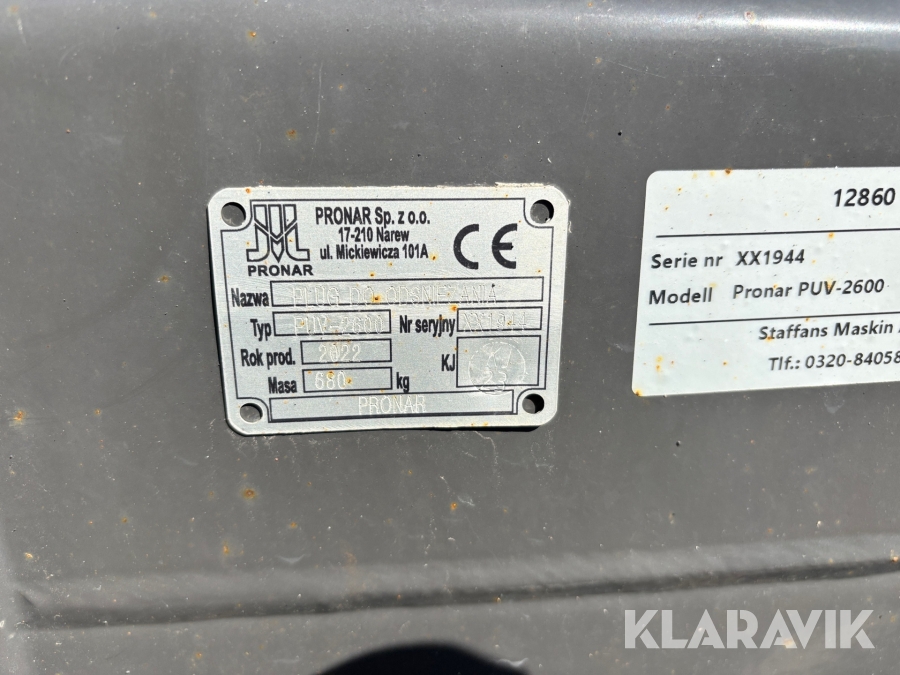 PRONAR Sp. z o.o.
17-210 Narew
ul. Mickiewicza 101A
PRONAR
CE
Nazwa PŁUG DO ODŚNIEŻANIA
Typ PUV-2600 Nr seryjny XX1944
Rok prod. 2022
KJ
Masa 680 kg
PRONAR
12860
Serie nr XX1944
Modell Pronar PUV-2600
Staffans Maskin
Tlf.: 0320-84058
KLARAVIK